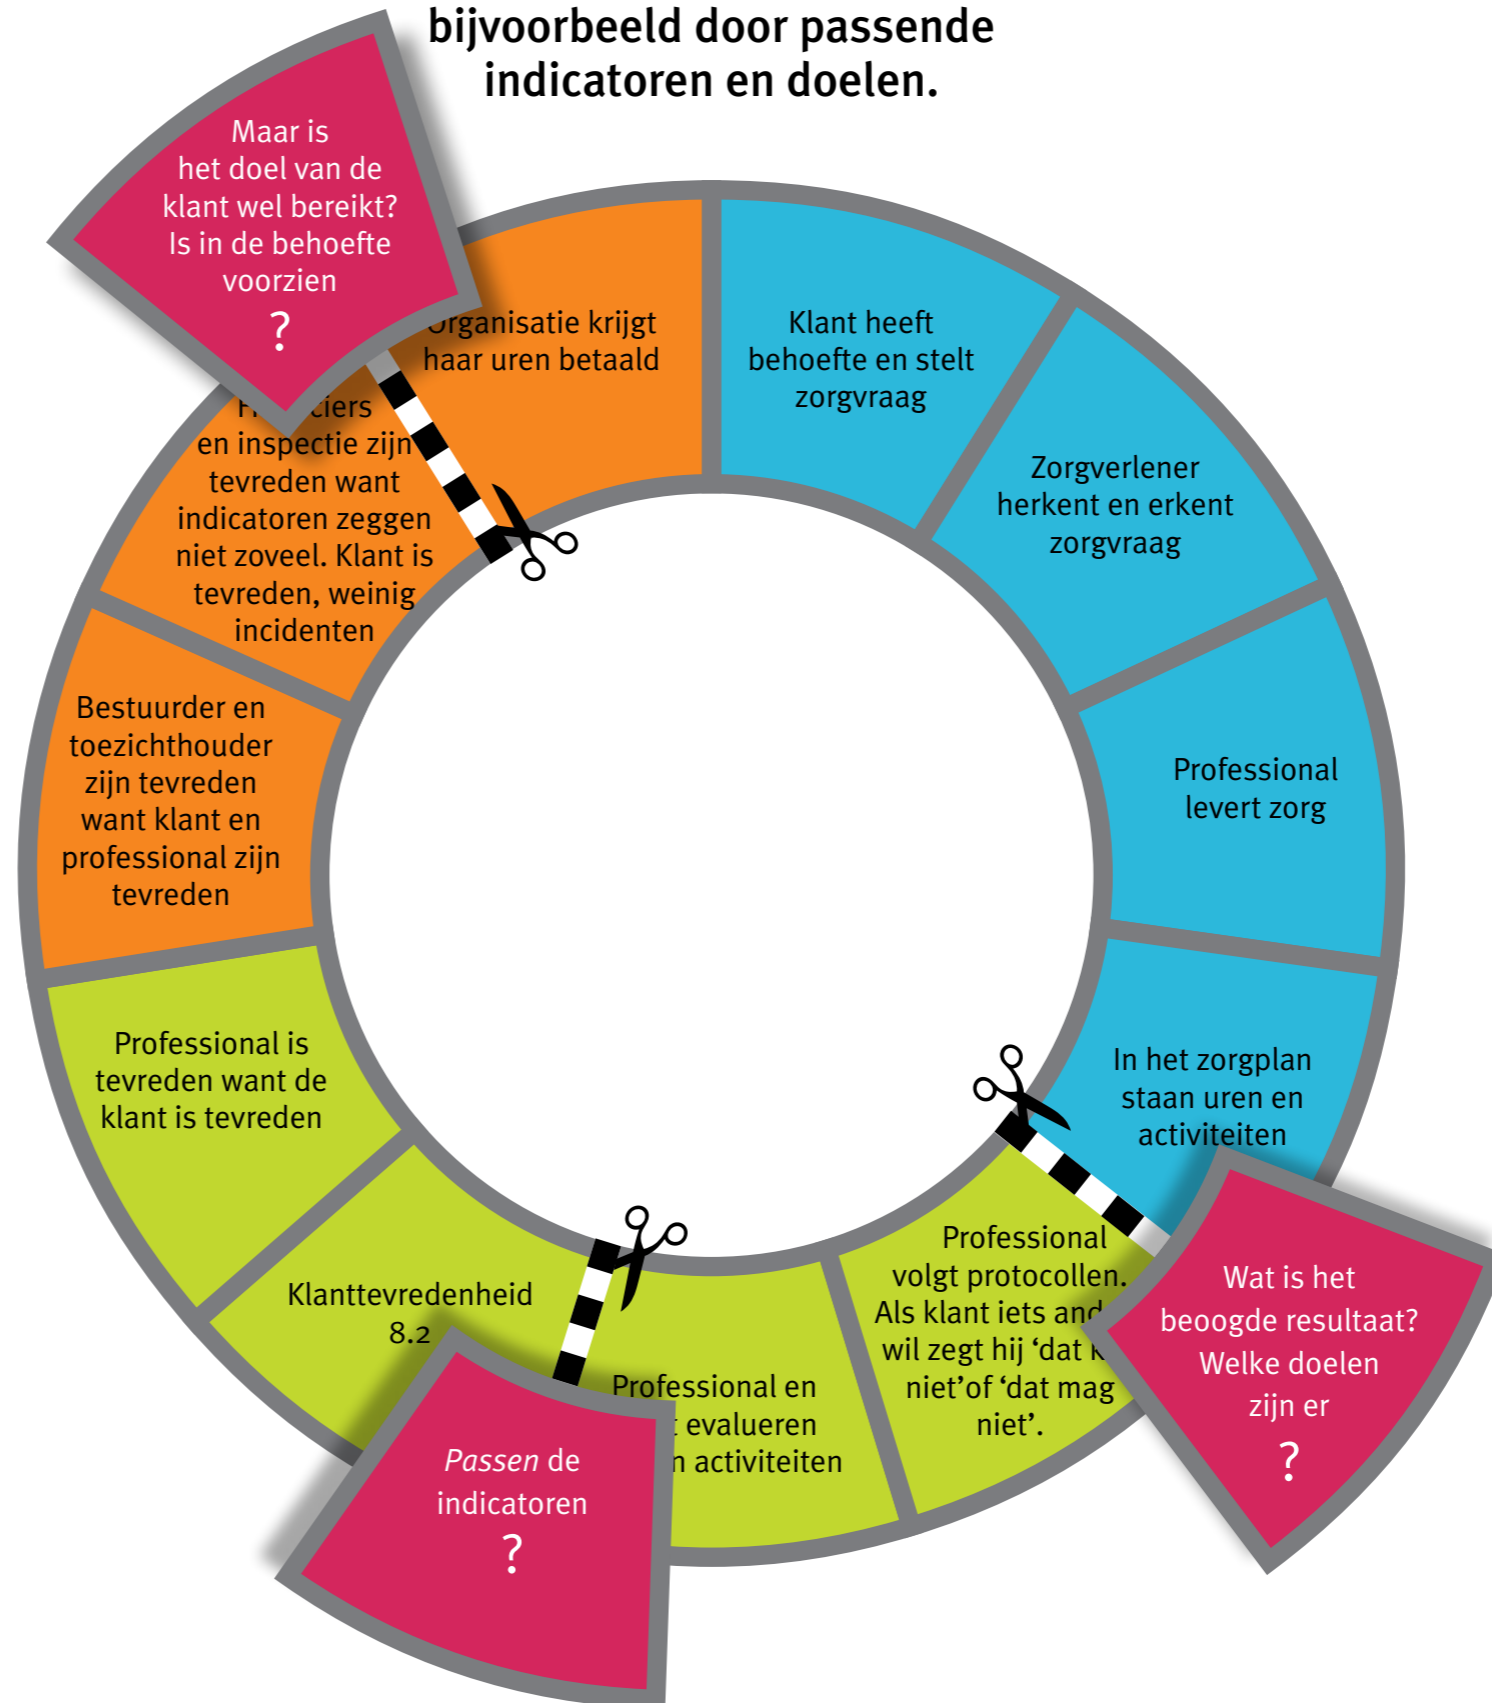 bijvoorbeeld door passende
indicatoren en doelen.
Maar is
het doel van de
klant wel bereikt?
Is in de behoefte
voorzien
?
Organisatie krijgt
haar uren betaald
Klant heeft
behoefte en stelt
zorgvraag
Zorgverlener
herkent en erkent
zorgvraag
Professional
levert zorg
In het zorgplan
staan uren en
activiteiten
Wat is het
beoogde resultaat?
Welke doelen
zijn er
?
Professional
volgt protocollen.
Als klant iets
wil zegt hij ‘dat
niet’of ‘dat mag
niet’.
Professional en
evalueren
activiteiten
Passen de
indicatoren
?
Klanttevredenheid
8.2
Professional is
tevreden want de
klant is tevreden
Bestuurder en
toezichthouder
zijn tevreden
want klant en
professional zijn
tevreden
en inspectie zijn
tevreden want
indicatoren zeggen
niet zoveel. Klant is
tevreden, weinig
incidenten